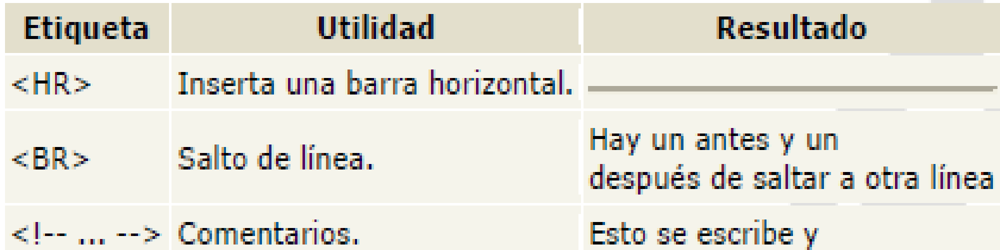 Etiqueta Utilidad Resultado
<HR> Inserta una barra horizontal.
<BR> Salto de línea. Hay un antes y un
después de saltar a otra línea
<!-- ... --> Comentarios. Esto se escribe y